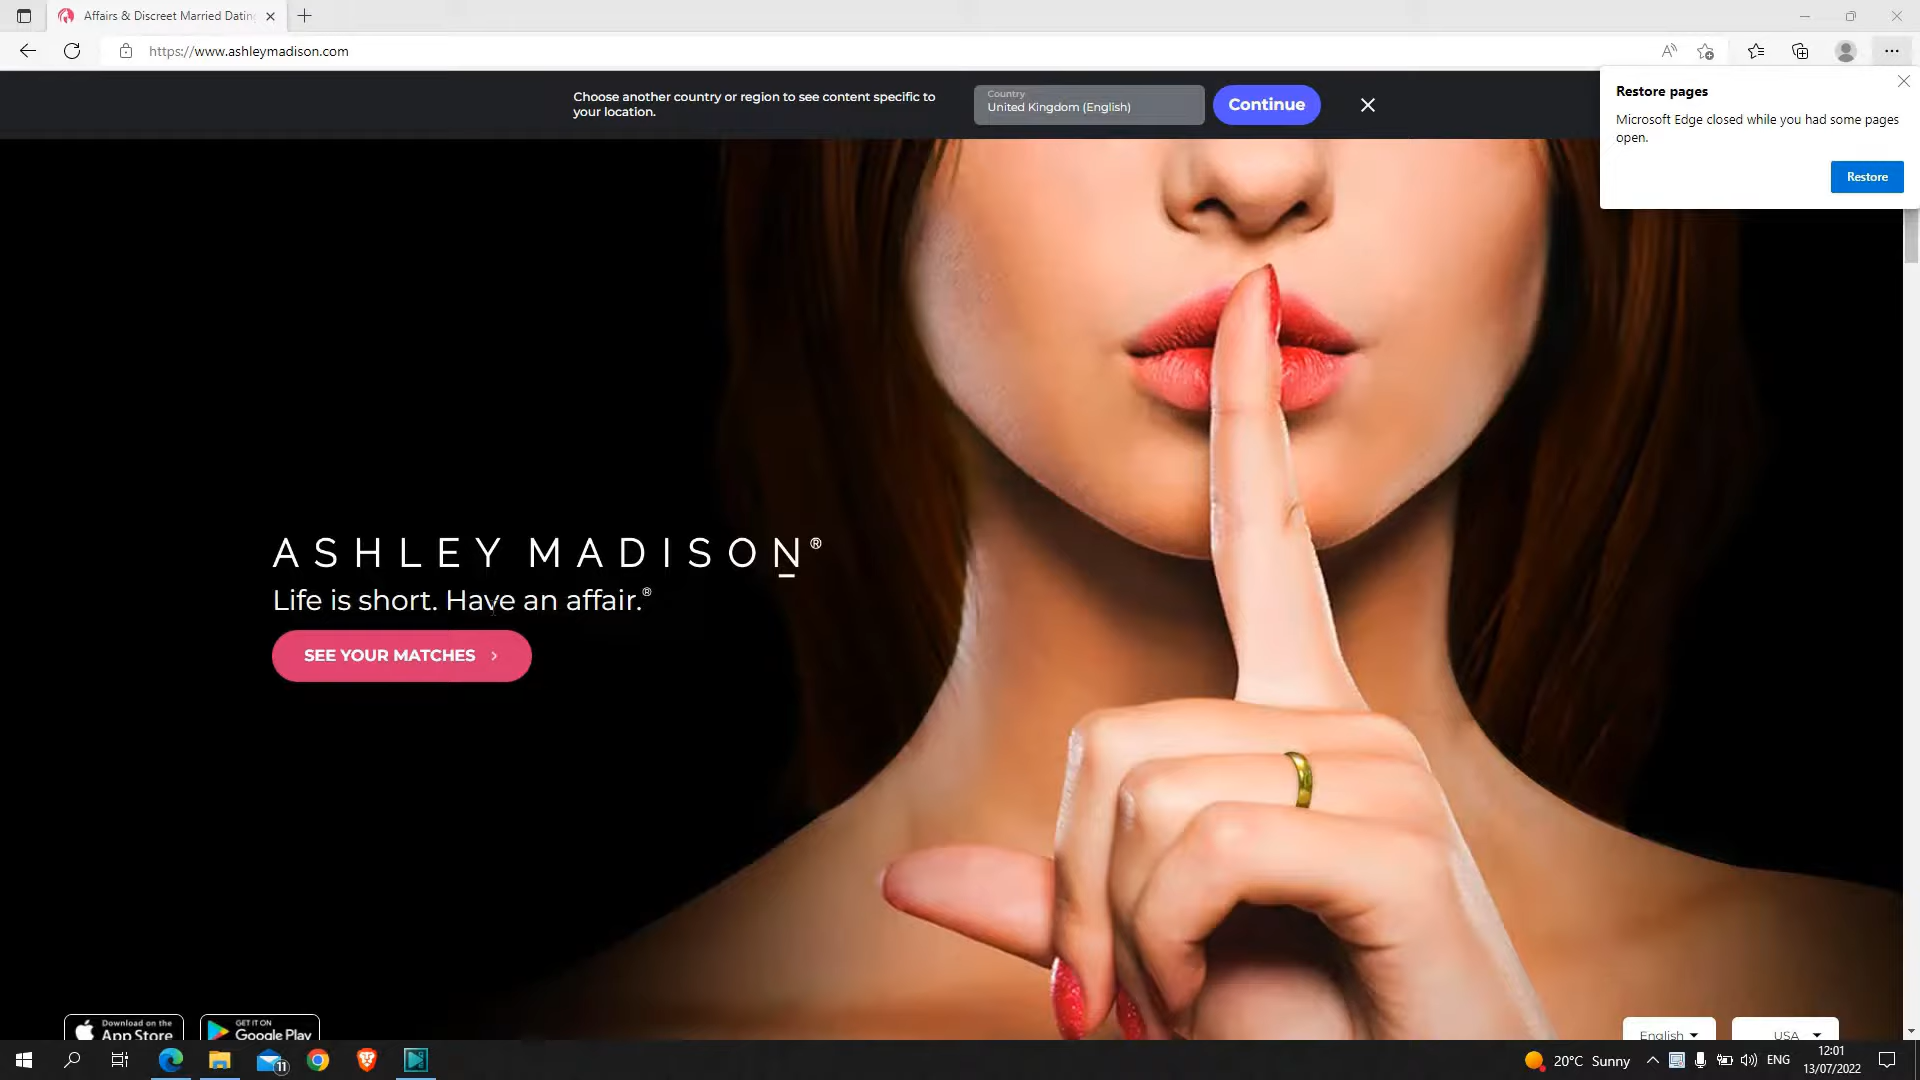 Affairs & Discreet Married Datin
https://www.ashleymadison.com
Choose another country or region to see content specific to
your location.
Country
United Kingdom (English)
Continue
Restore pages
Microsoft Edge closed while you had some pages
open.
Restore
ASHLEY MADISON®
Life is short. Have an affair.®
SEE YOUR MATCHES
Download on the
App Store
GET IT ON
Google Play
English
USA
11
20°C Sunny
ENG
12:01
13/07/2022